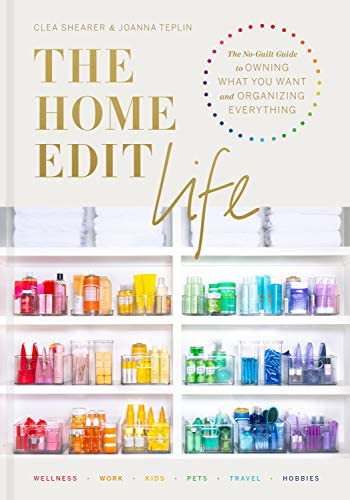 CLEA SHEARER & JOANNA TEPLIN
THE
HOME
EDIT
life
The No-Guilt Guide
to OWNING
WHAT YOU WANT
and ORGANIZING
EVERYTHING
WELLNESS • WORK • KIDS • PETS • TRAVEL • HOBBIES